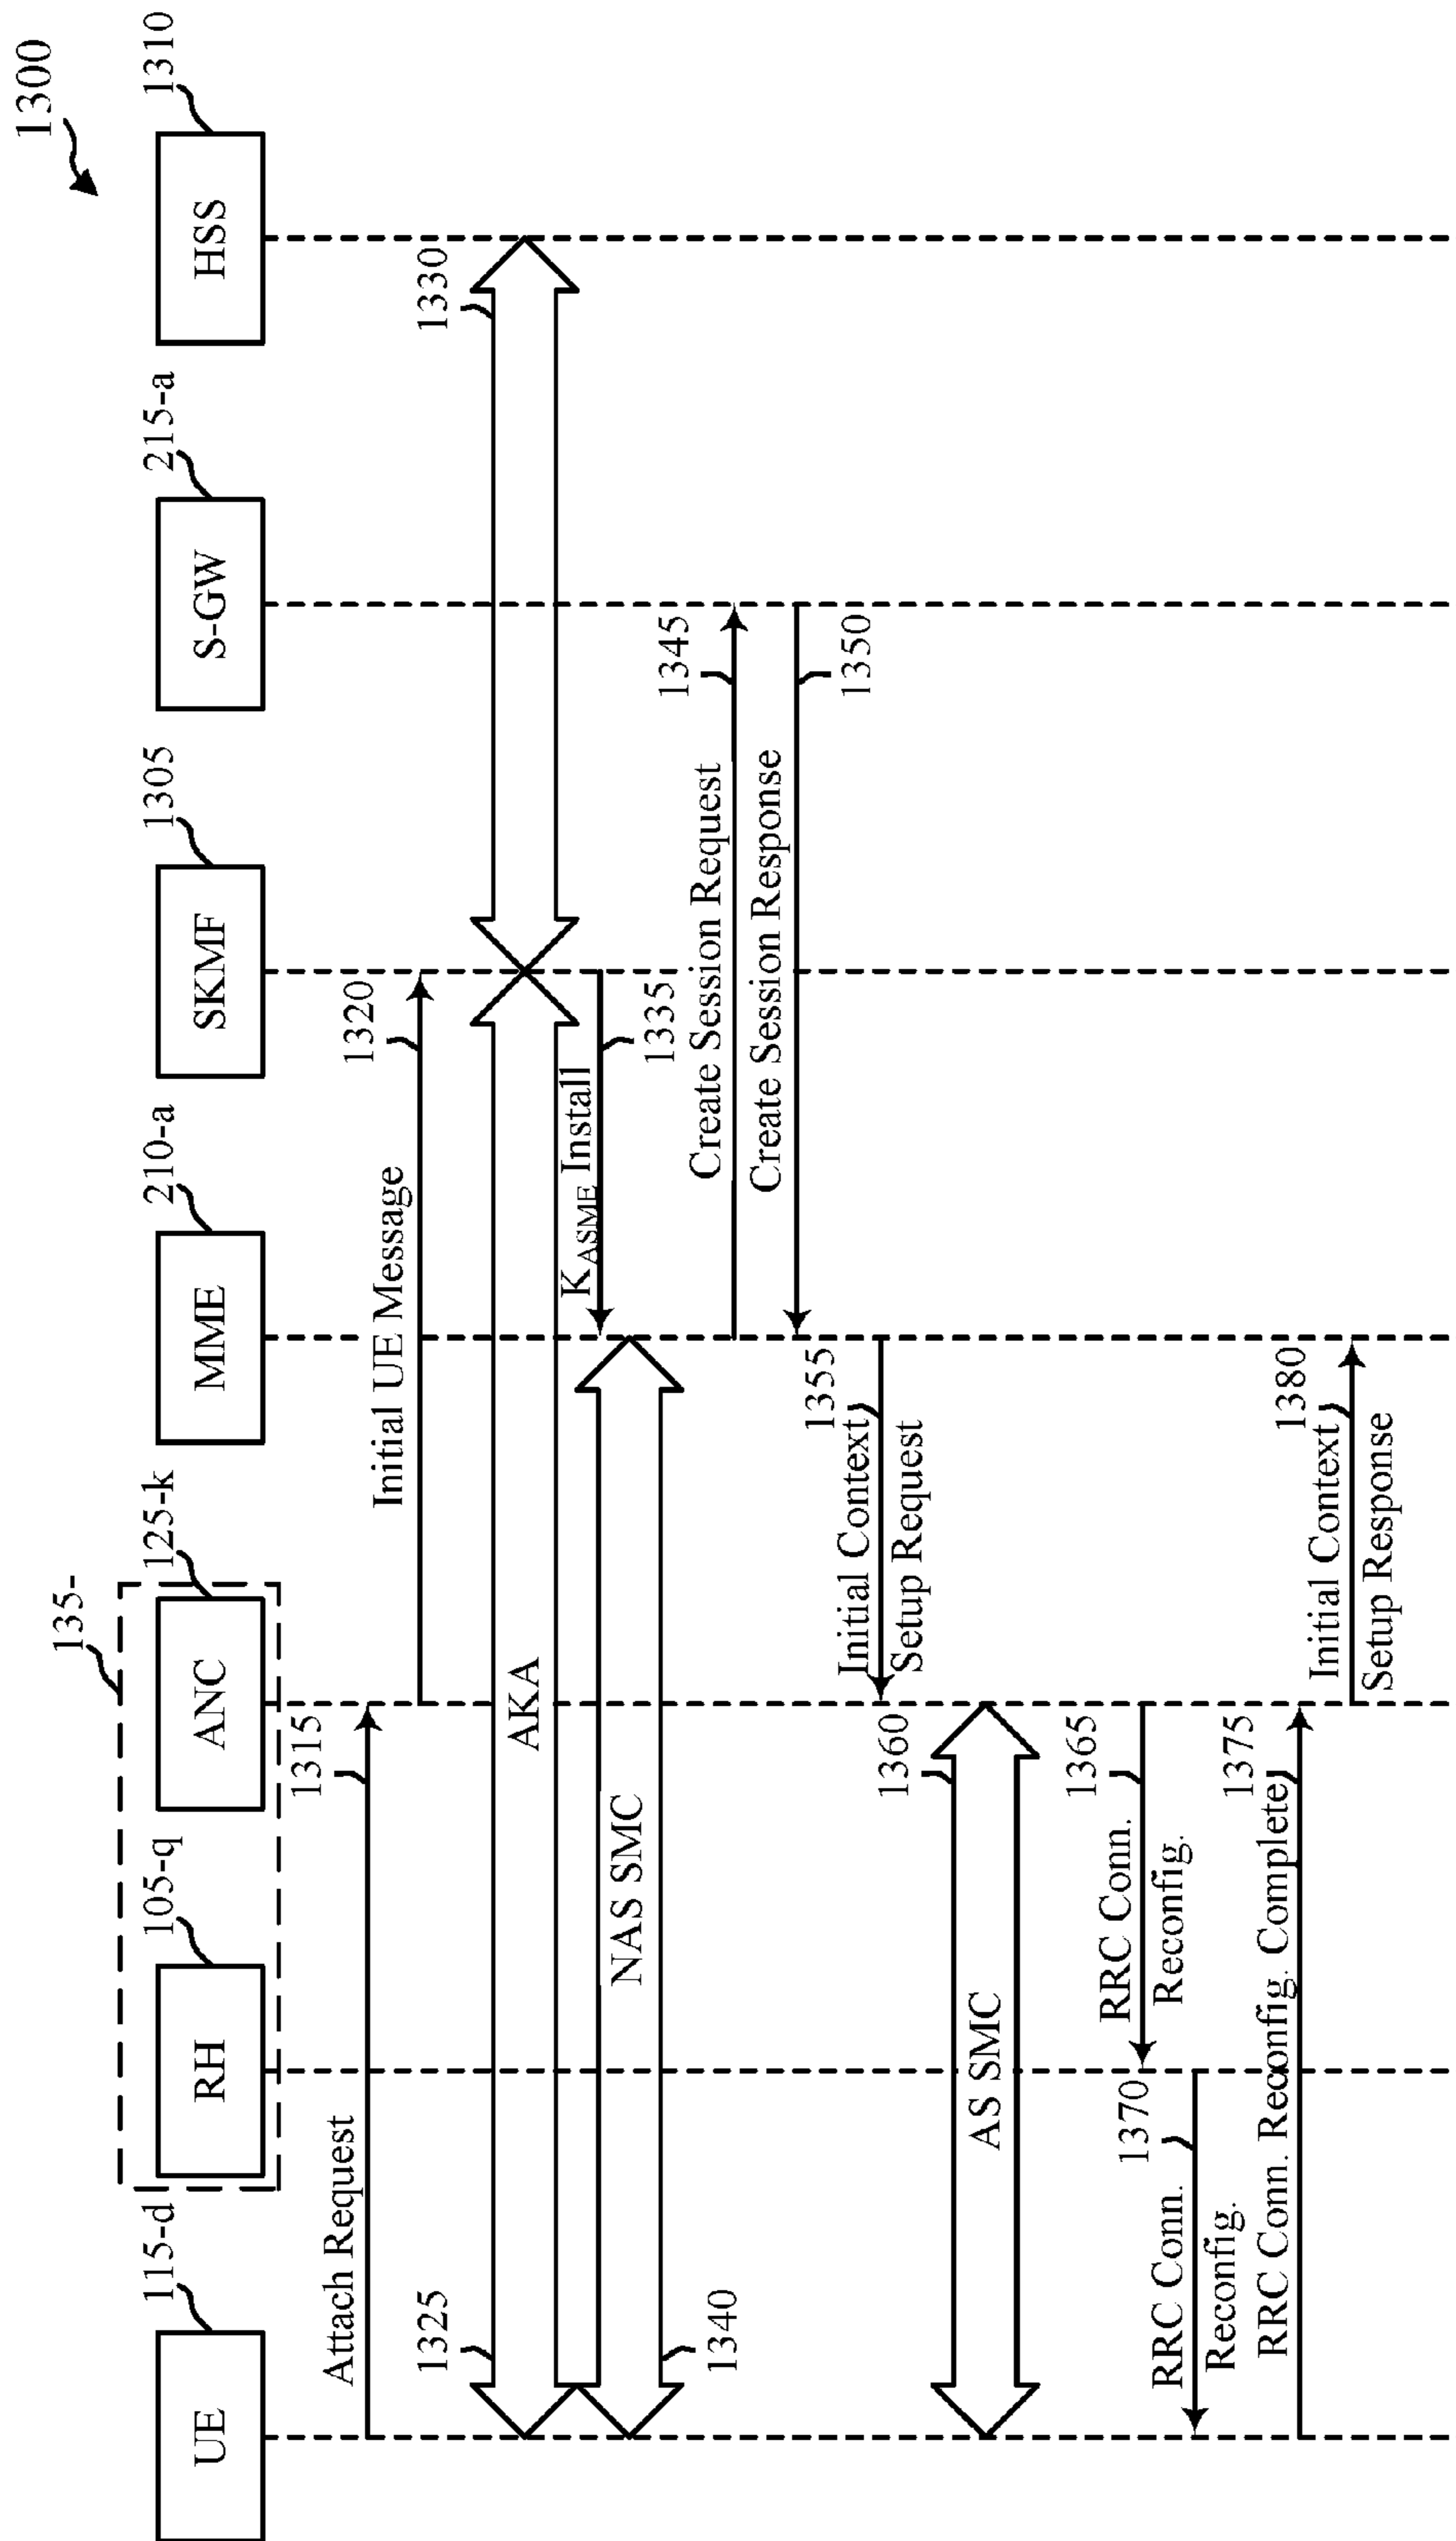 1300
135-
115-d
105-q
125-k
210-a
1305
215-a
1310
UE
RH
ANC
MME
SKMF
S-GW
HSS
Attach Request
1315
Initial UE Message
1320
1325
AKA
1330
KASME Install
1335
NAS SMC
1340
Create Session Request
1345
Create Session Response
1350
1355
Initial Context
Setup Request
1360
AS SMC
1365
RRC Conn.
Reconfig.
1370
RRC Conn.
Reconfig.
1375
RRC Conn. Reconfig. Complete
1380
Initial Context
Setup Response